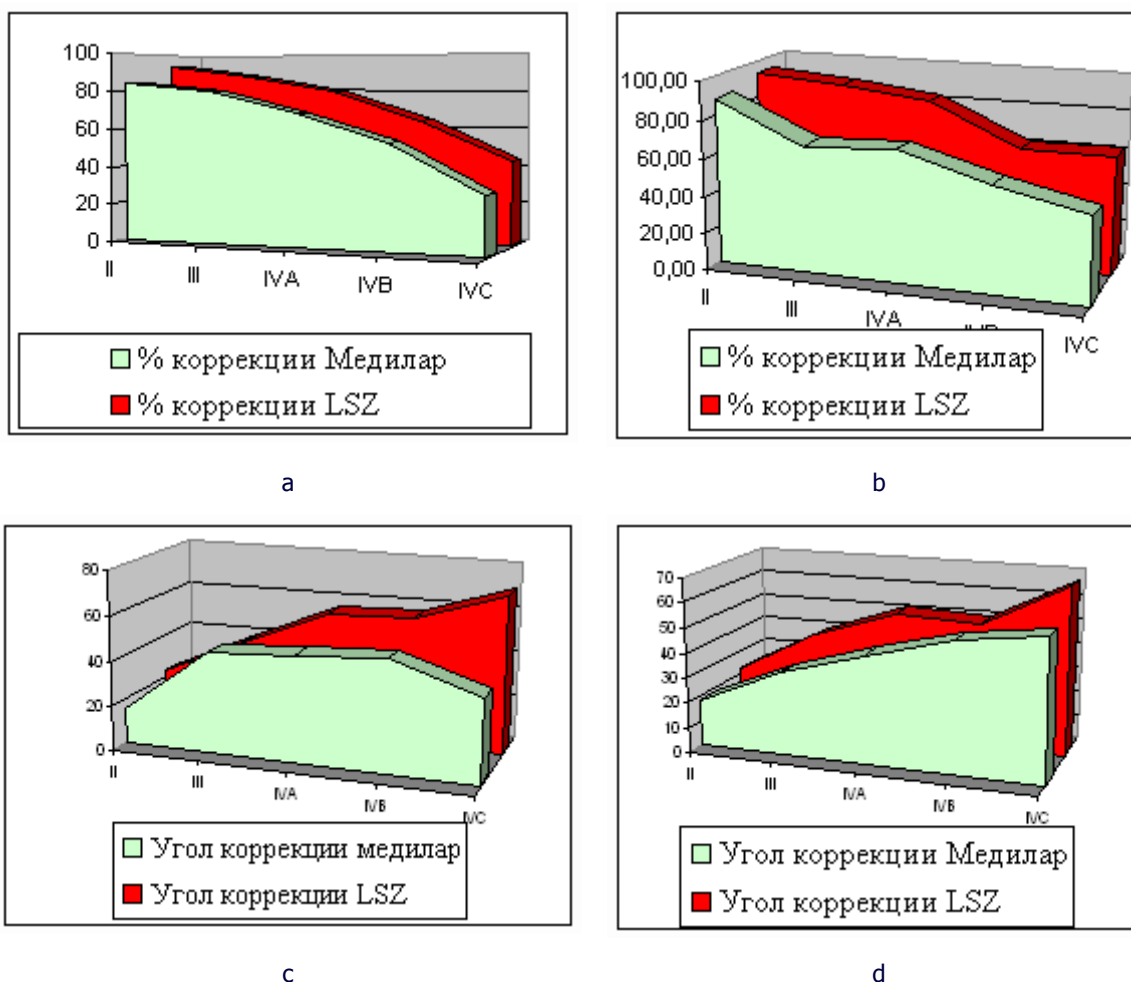 100
80
60
40
20
0
II
III
IVA
IVB
IVC
% коррекции Медилар
% коррекции LSZ
a
100,00
80,00
60,00
40,00
20,00
0,00
II
III
IVA
IVC
% коррекции Медилар
% коррекции LSZ
b
80
60
40
20
0
II
III
IVA
IVB
IVC
Угол коррекции медилар
Угол коррекции LSZ
c
70
60
50
40
30
20
10
0
II
III
IVA
IVB
IVC
Угол коррекции Медилар
Угол коррекции LSZ
d